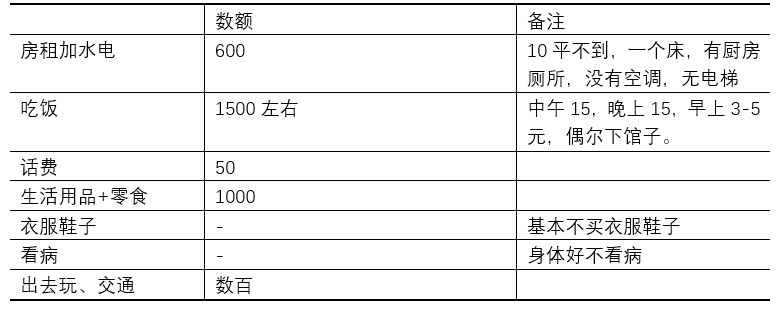 数额 备注
房租加水电 600 10 平不到，一个床，有厨房
厕所，没有空调，无电梯
吃饭 1500 左右 中午 15，晚上 15，早上 3-5
元，偶尔下馆子。
话费 50
生活用品+零食 1000
衣服鞋子 - 基本不买衣服鞋子
看病 - 身体好不看病
出去玩、交通 数百